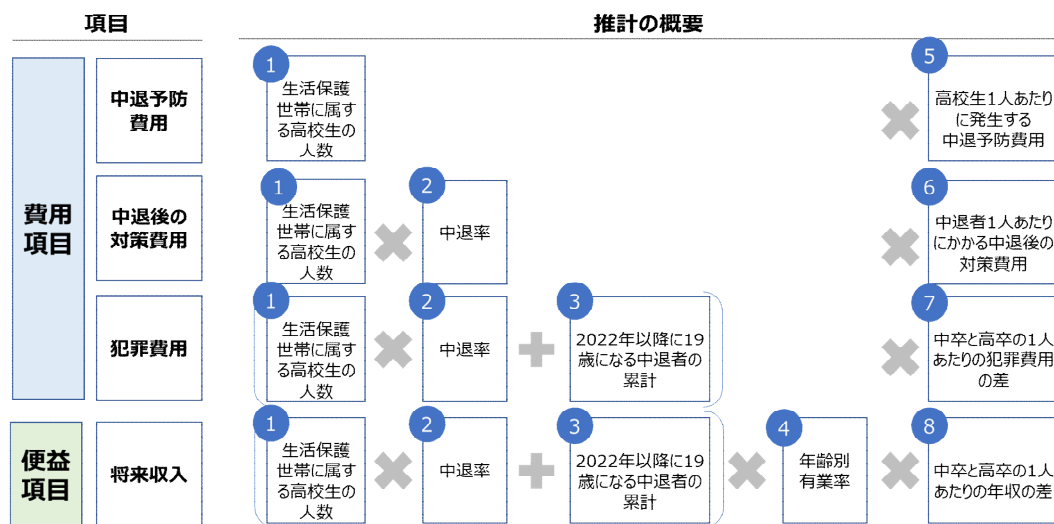 項目
推計の概要
費用
項目
中退予防
費用
1
生活保護
世帯に属す
る高校生の
人数
5
高校生1人あたり
に発生する
中退予防費用
中退後の
対策費用
1
生活保護
世帯に属す
る高校生の
人数
2
中退率
6
中退者1人あたり
にかかる中退後の
対策費用
犯罪費用
1
生活保護
世帯に属す
る高校生の
人数
2
中退率
3
2022年以降に19
歳になる中退者の
累計
7
中卒と高卒の1人
あたりの犯罪費用
の差
便益
項目
将来収入
1
生活保護
世帯に属す
る高校生の
人数
2
中退率
3
2022年以降に19
歳になる中退者の
累計
4
年齢別
有業率
8
中卒と高卒の1人
あたりの年収の差